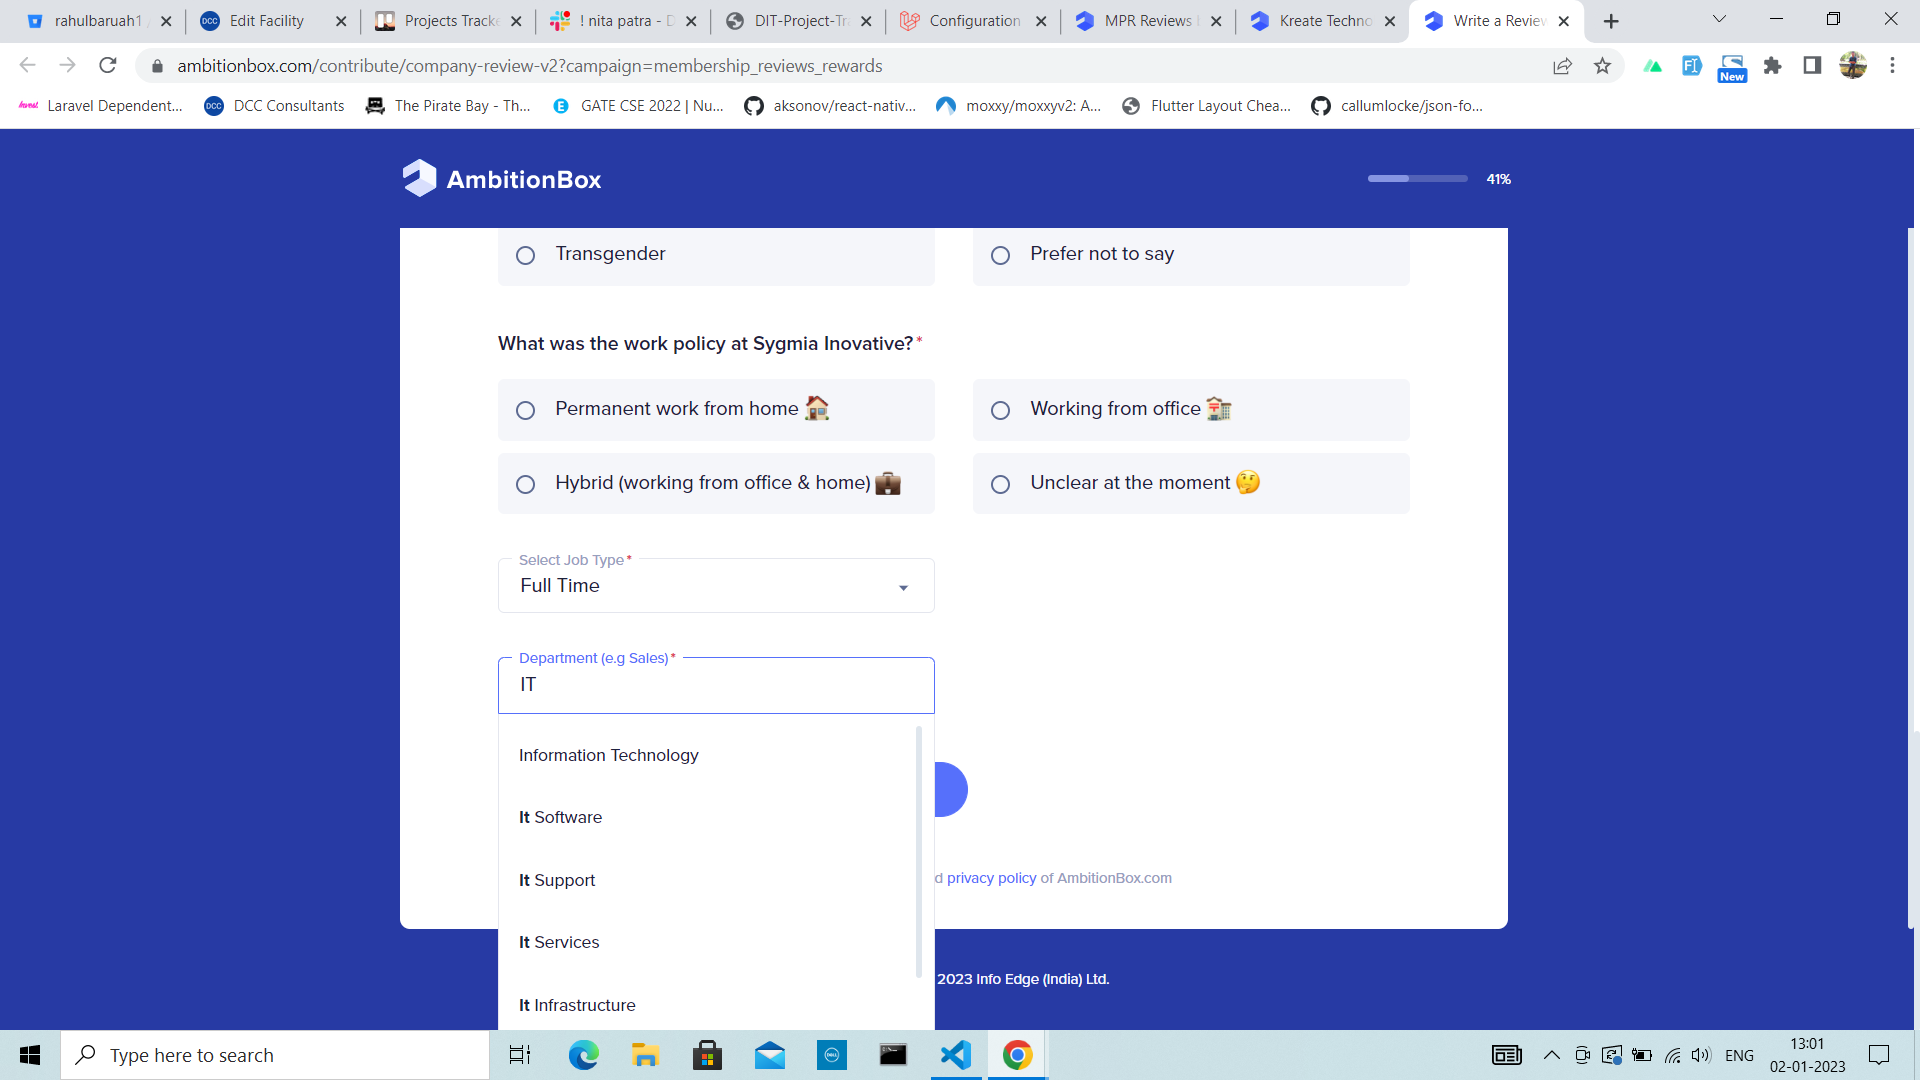 rahulbaruah1
Edit Facility
Projects Tracke
! nita patra - D
DIT-Project-Tra
Configuration
MPR Reviews
Kreate Techno
Write a Review
ambitionbox.com/contribute/company-review-v2?campaign=membership_reviews_rewards
New
Laravel Dependent...
DCC
DCC Consultants
The Pirate Bay - Th...
GATE CSE 2022 | Nu...
aksonov/react-nativ...
moxxy/moxxyv2: A...
Flutter Layout Chea...
callumlocke/json-fo...
AmbitionBox
41%
Transgender
Prefer not to say
What was the work policy at Sygmia Inovative?*
Permanent work from home
Working from office
Hybrid (working from office & home)
Unclear at the moment
Select Job Type*
Full Time
Department (e.g Sales)*
IT
Information Technology
It Software
It Support
d privacy policy of AmbitionBox.com
It Services
2023 Info Edge (India) Ltd.
It Infrastructure
Type here to search
ENG
13:01
02-01-2023